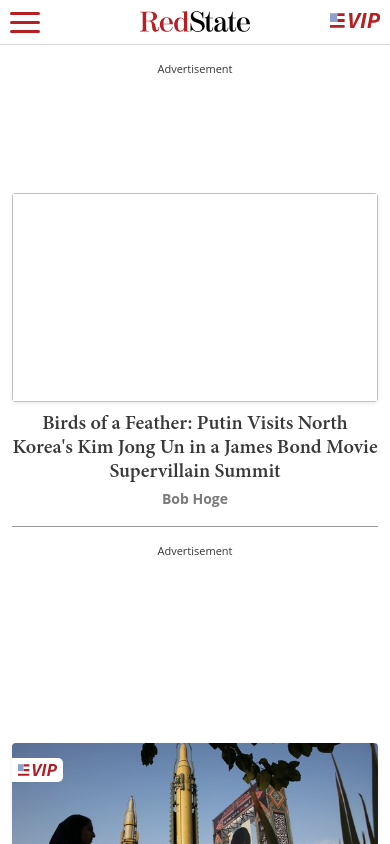 RedState
VIP
Advertisement
Birds of a Feather: Putin Visits North
Korea's Kim Jong Un in a James Bond Movie
Supervillain Summit
Bob Hoge
Advertisement
VIP